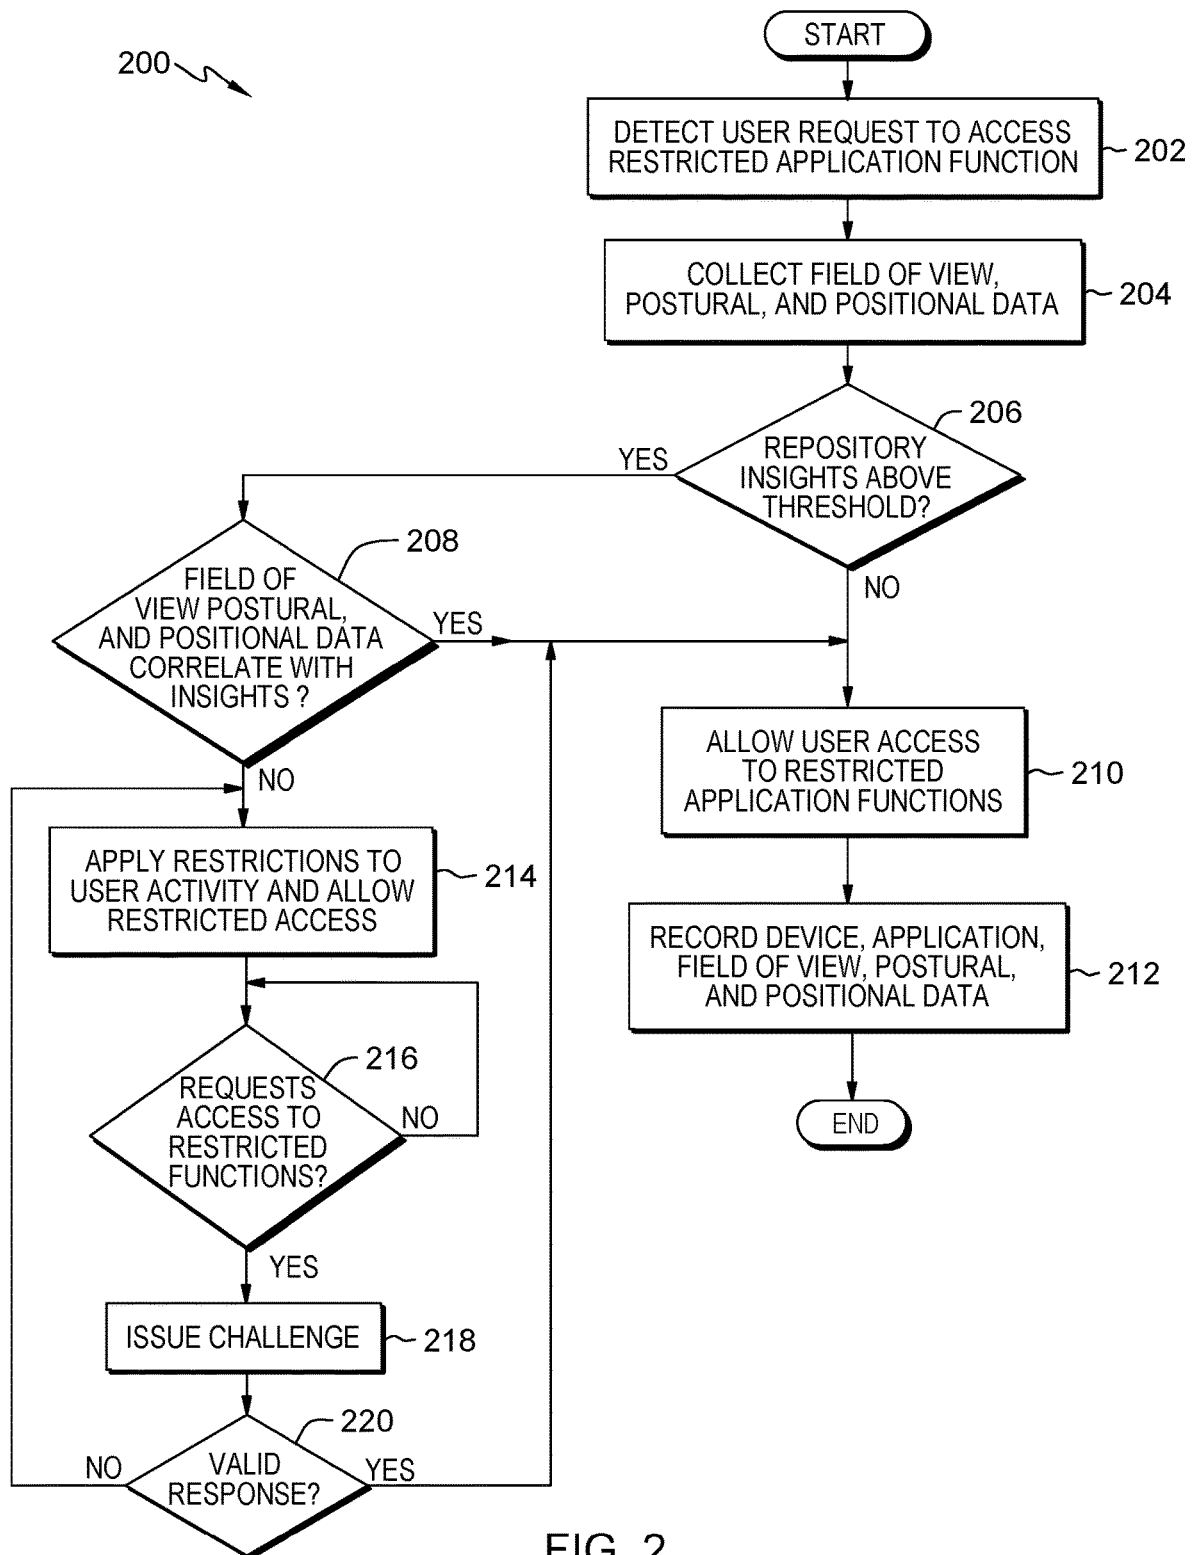 START
200
DETECT USER REQUEST TO ACCESS
RESTRICTED APPLICATION FUNCTION
202
COLLECT FIELD OF VIEW,
POSTURAL, AND POSITIONAL DATA
204
206
REPOSITORY
INSIGHTS ABOVE
THRESHOLD?
YES
NO
208
FIELD OF
VIEW POSTURAL,
AND POSITIONAL DATA
CORRELATE WITH
INSIGHTS ?
YES
NO
ALLOW USER ACCESS
TO RESTRICTED
APPLICATION FUNCTIONS
210
APPLY RESTRICTIONS TO
USER ACTIVITY AND ALLOW
RESTRICTED ACCESS
214
RECORD DEVICE, APPLICATION,
FIELD OF VIEW, POSTURAL,
AND POSITIONAL DATA
212
216
REQUESTS
ACCESS TO
RESTRICTED
FUNCTIONS?
NO
YES
END
ISSUE CHALLENGE
218
220
VALID
RESPONSE?
NO
YES
FIG. 2